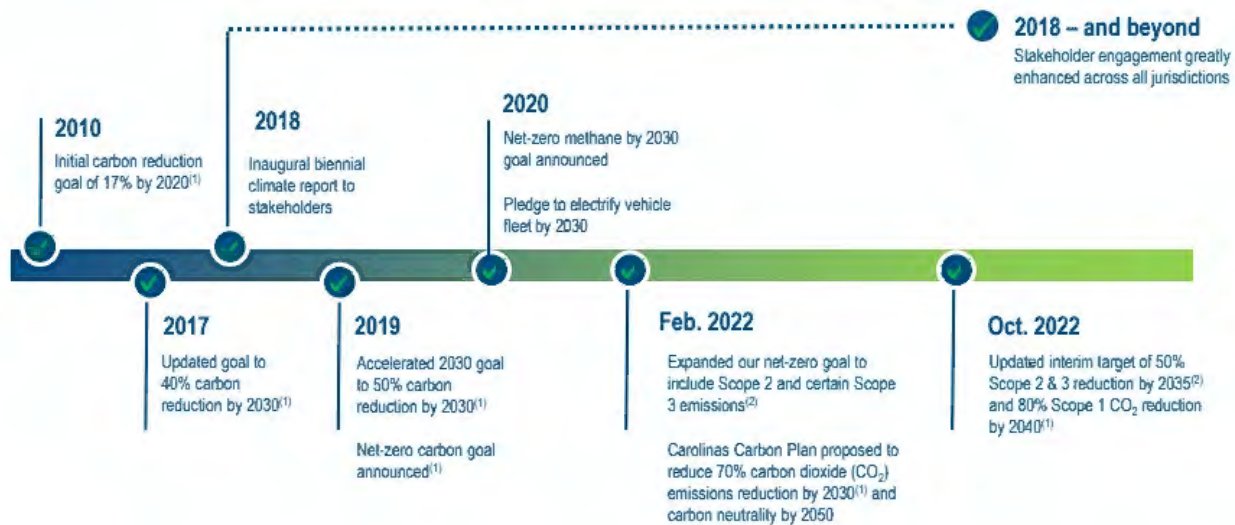 2018 – and beyond
Stakeholder engagement greatly
enhanced across all jurisdictions
2010
Initial carbon reduction
goal of 17% by 2020(1)
2018
Inaugural biennial
climate report to
stakeholders
2020
Net-zero methane by 2030
goal announced
Pledge to electrify vehicle
fleet by 2030
2017
Updated goal to
40% carbon
reduction by 2030(1)
2019
Accelerated 2030 goal
to 50% carbon
reduction by 2030(1)
Net-zero carbon goal
announced(1)
Feb. 2022
Expanded our net-zero goal to
include Scope 2 and certain Scope
3 emissions(2)
Carolinas Carbon Plan proposed to
reduce 70% carbon dioxide (CO₂)
emissions reduction by 2030(1) and
carbon neutrality by 2050
Oct. 2022
Updated interim target of 50%
Scope 2 & 3 reduction by 2035(2)
and 80% Scope 1 CO₂ reduction
by 2040(1)